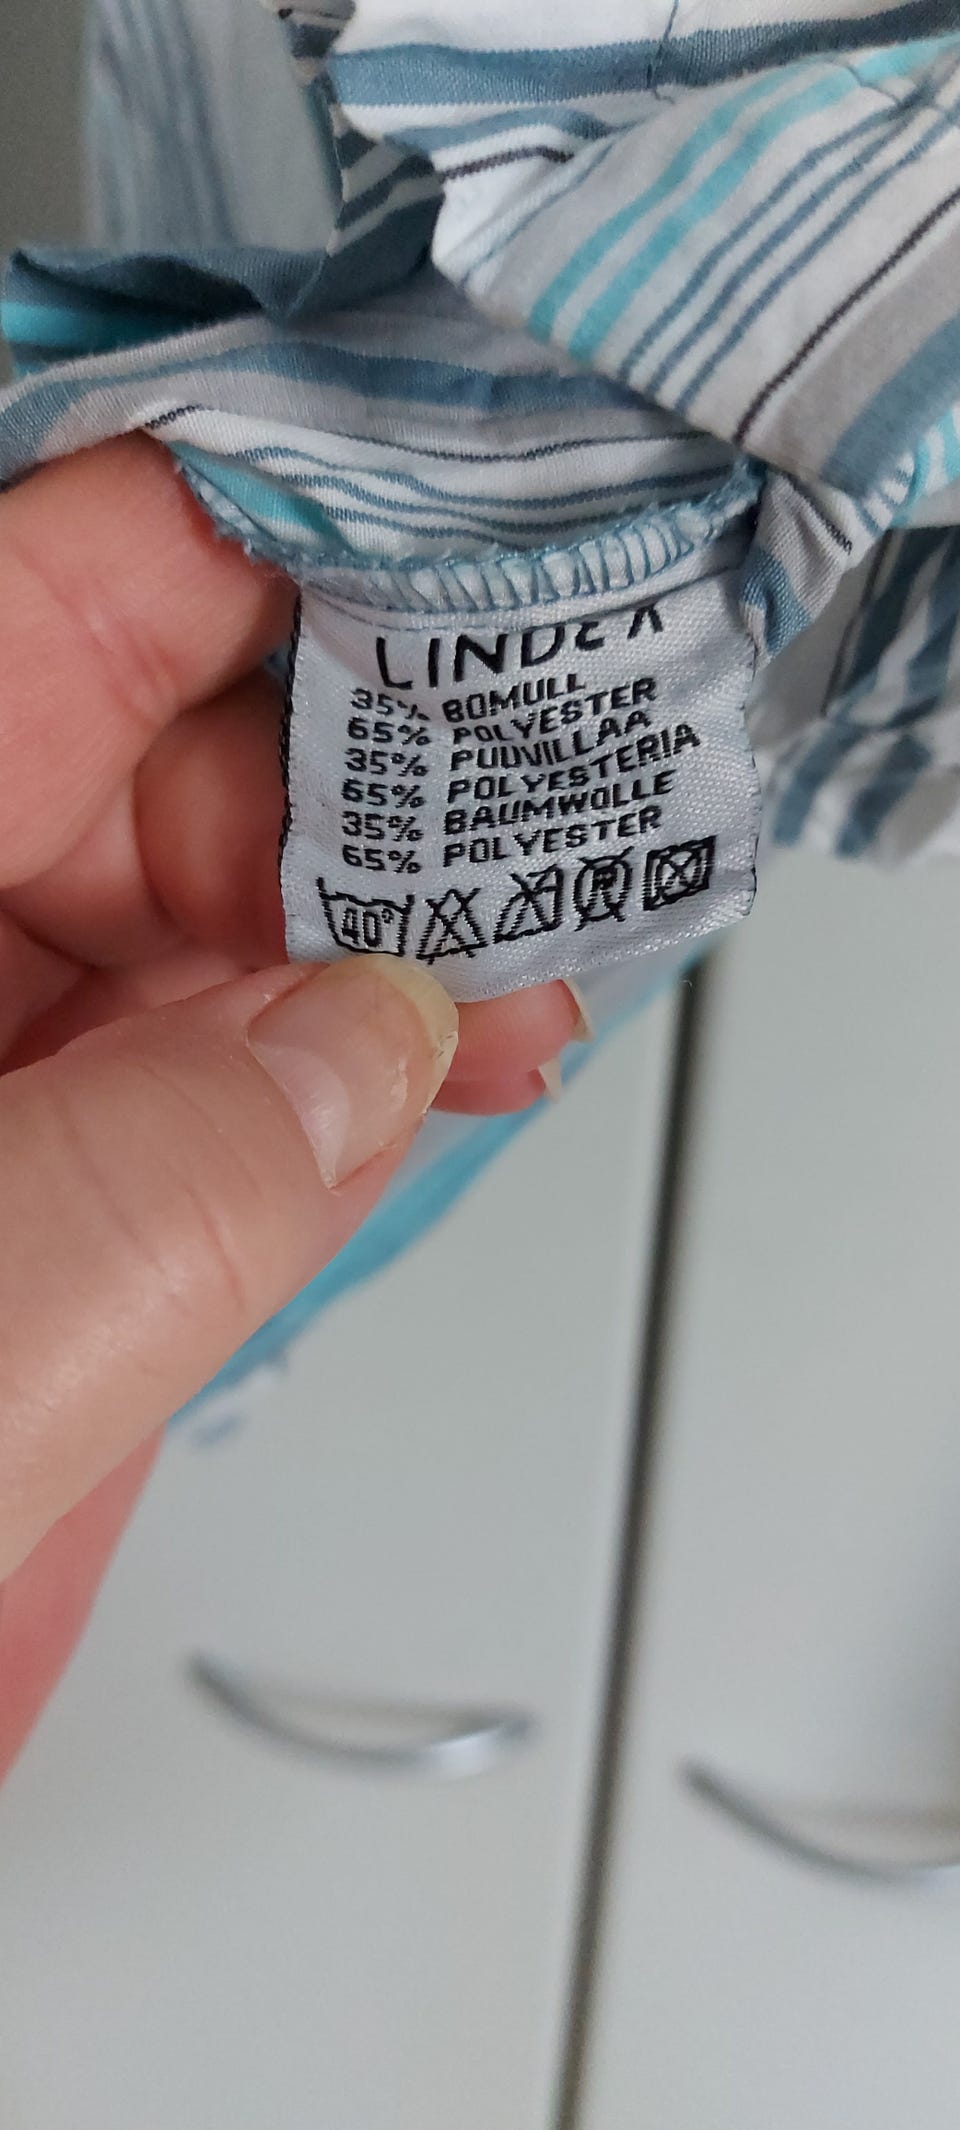 LINDEX
35% BOMULL
65% POLYESTER
35% PUUVILLAA
65% POLYESTERIA
35% BAUMWOLLE
65% POLYESTER
40°